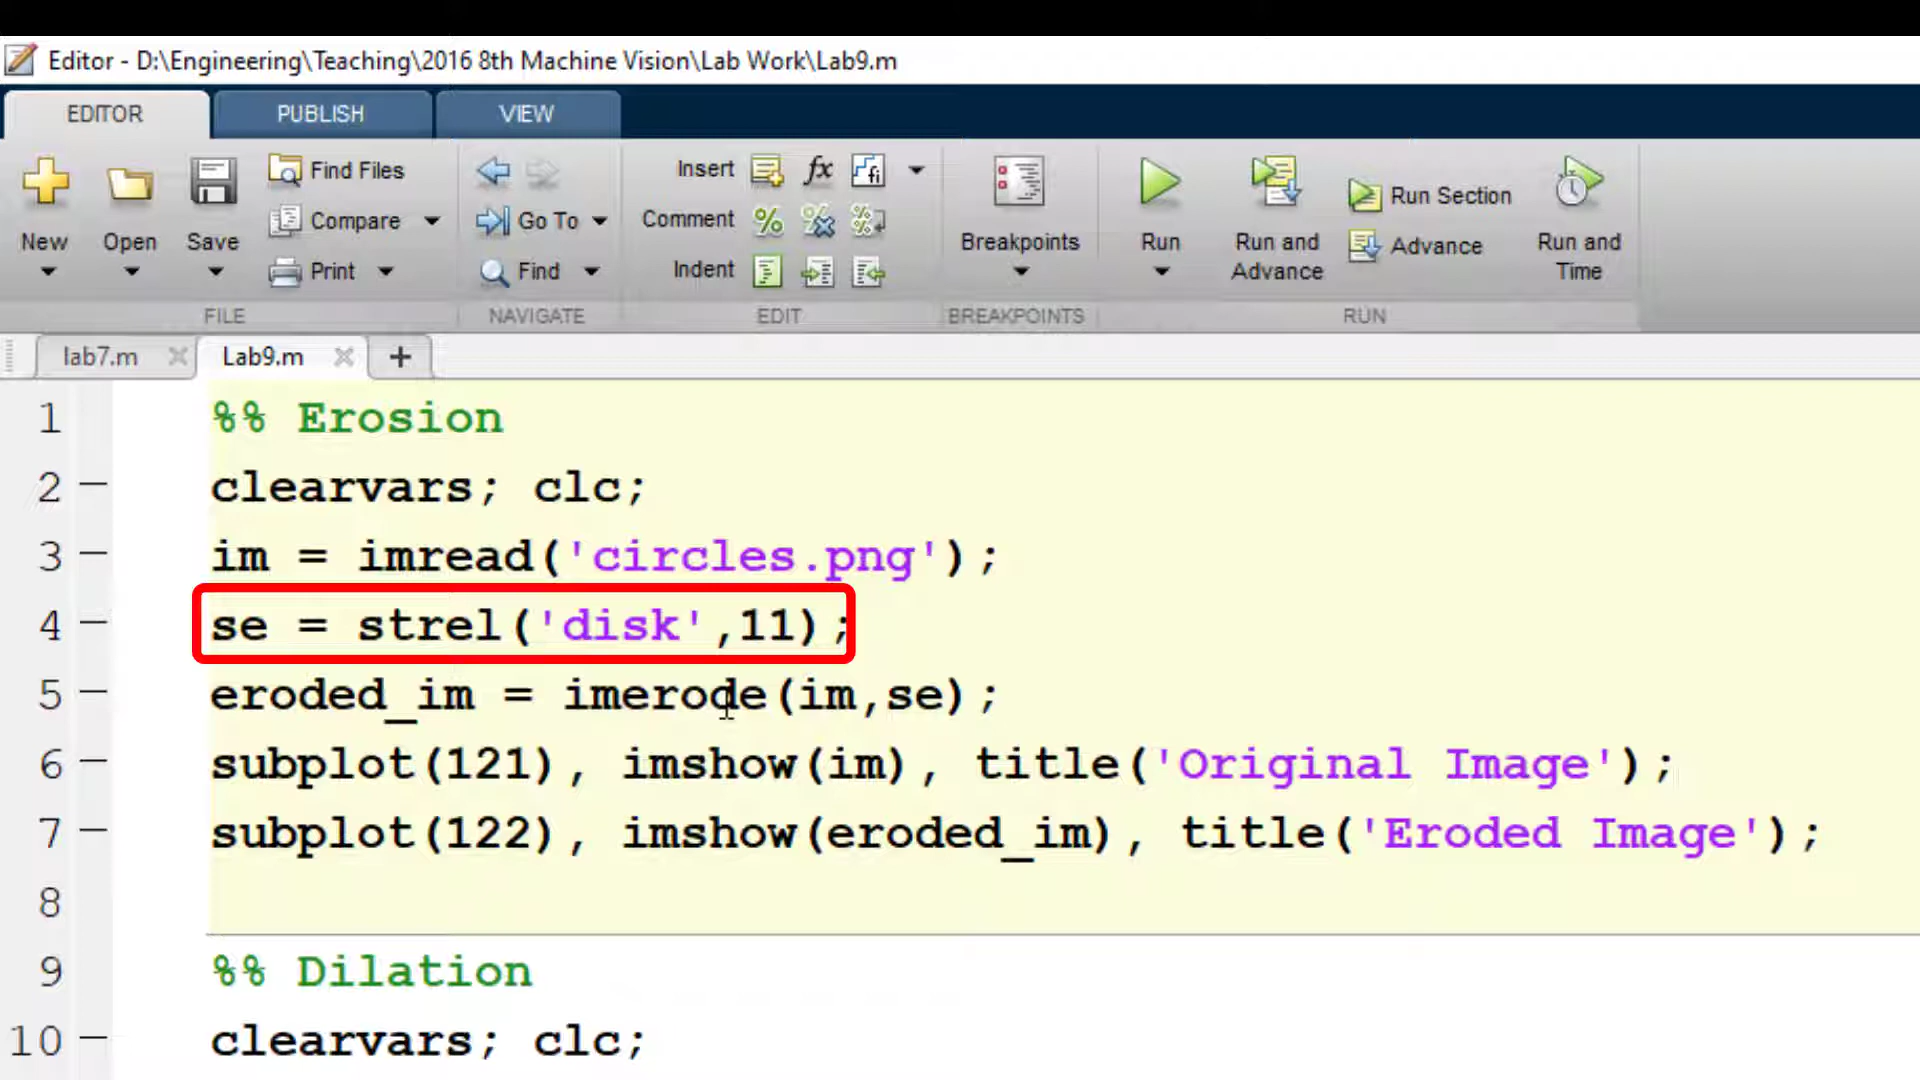 Editor - D:\Engineering\Teaching\2016 8th Machine Vision\Lab Work\Lab9.m
EDITOR PUBLISH VIEW
New Open Save Find Files Compare Print
Go To Find
Insert fx fi
Comment % % %
Indent
Breakpoints
Run Run and Advance Run Section Advance Run and Time
FILE NAVIGATE EDIT BREAKPOINTS RUN
lab7.m Lab9.m +
1 %% Erosion
2 clearvars; clc;
3 im = imread('circles.png');
4 se = strel('disk',11);
5 eroded_im = imerode(im,se);
6 subplot(121), imshow(im), title('Original Image');
7 subplot(122), imshow(eroded_im), title('Eroded Image');
8
9 %% Dilation
10 clearvars; clc;